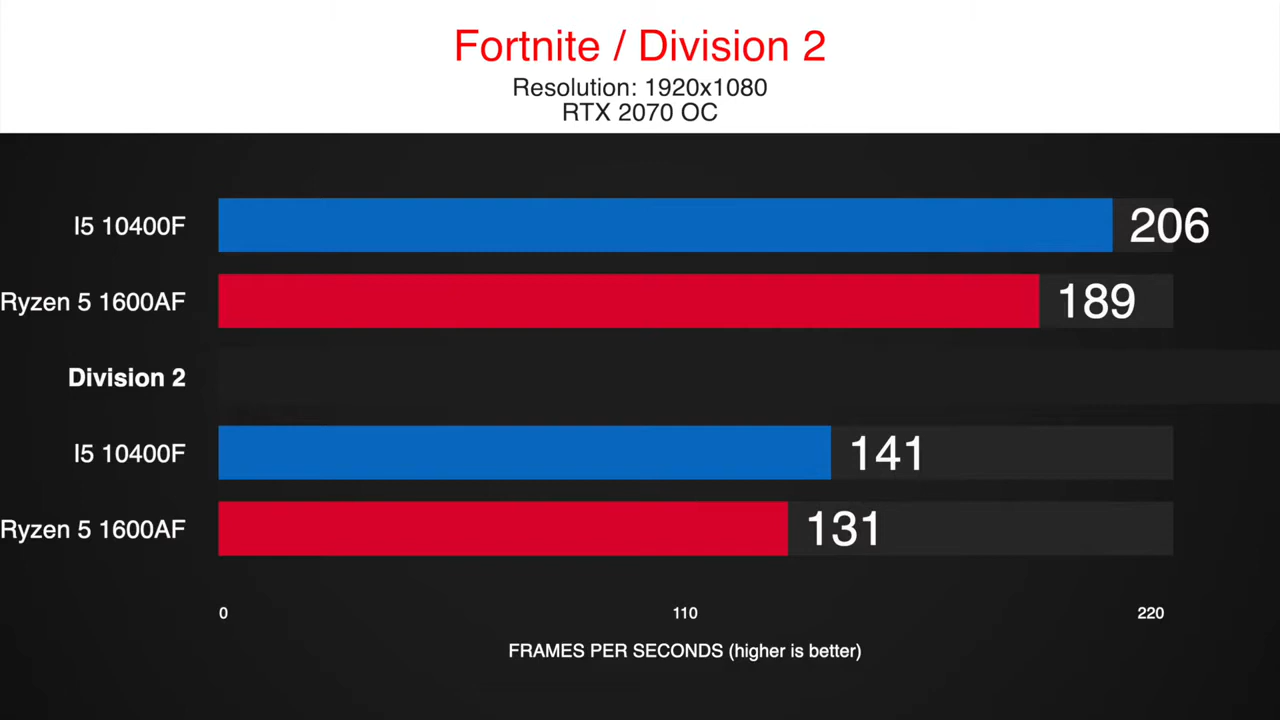 Fortnite / Division 2
Resolution: 1920x1080
RTX 2070 OC
I5 10400F 206
Ryzen 5 1600AF 189
Division 2
I5 10400F 141
Ryzen 5 1600AF 131
0 110 220
FRAMES PER SECONDS (higher is better)